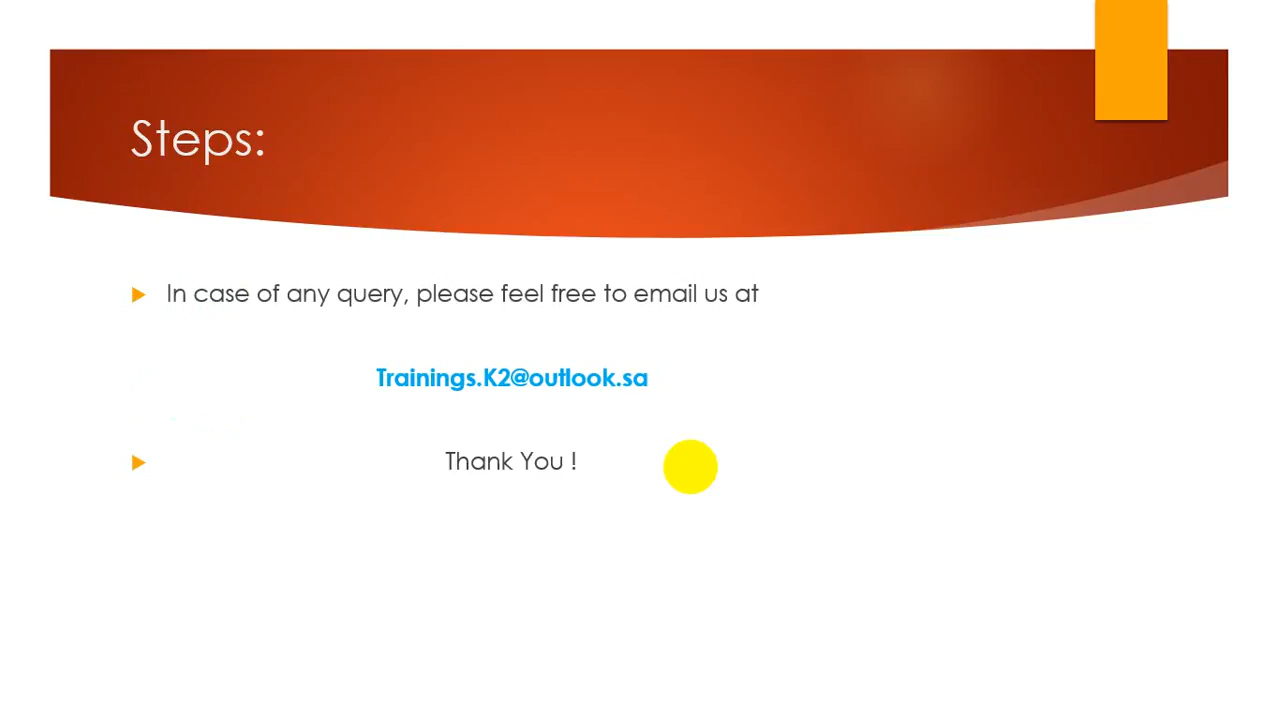 Steps:
In case of any query, please feel free to email us at
Trainings.K2@outlook.sa
Thank You !